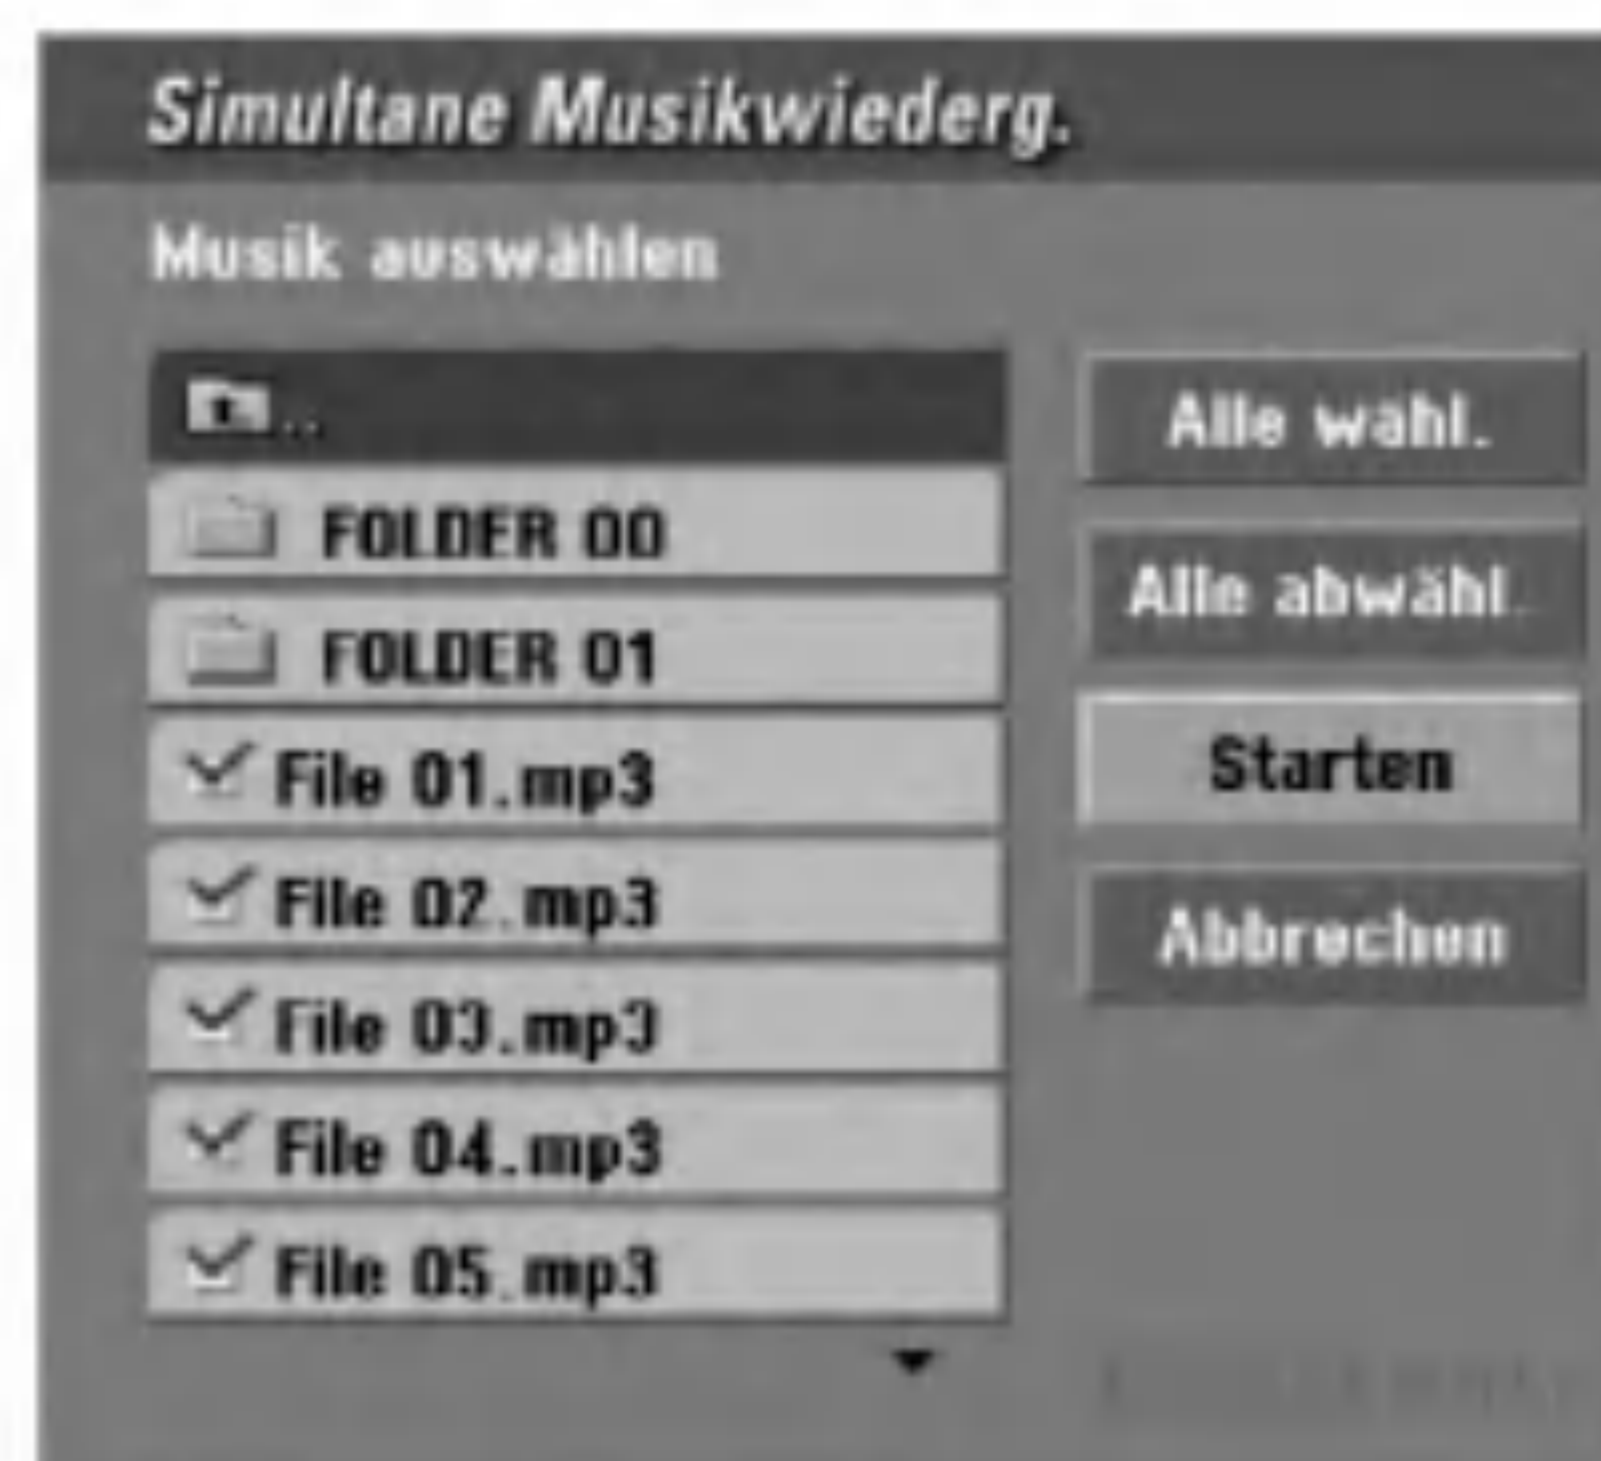 Simultane Musikwiederg.
Musik auswählen
..
FOLDER 00
FOLDER 01
File 01.mp3
File 02.mp3
File 03.mp3
File 04.mp3
File 05.mp3
Alle wähl.
Alle abwähl.
Starten
Abbrechen